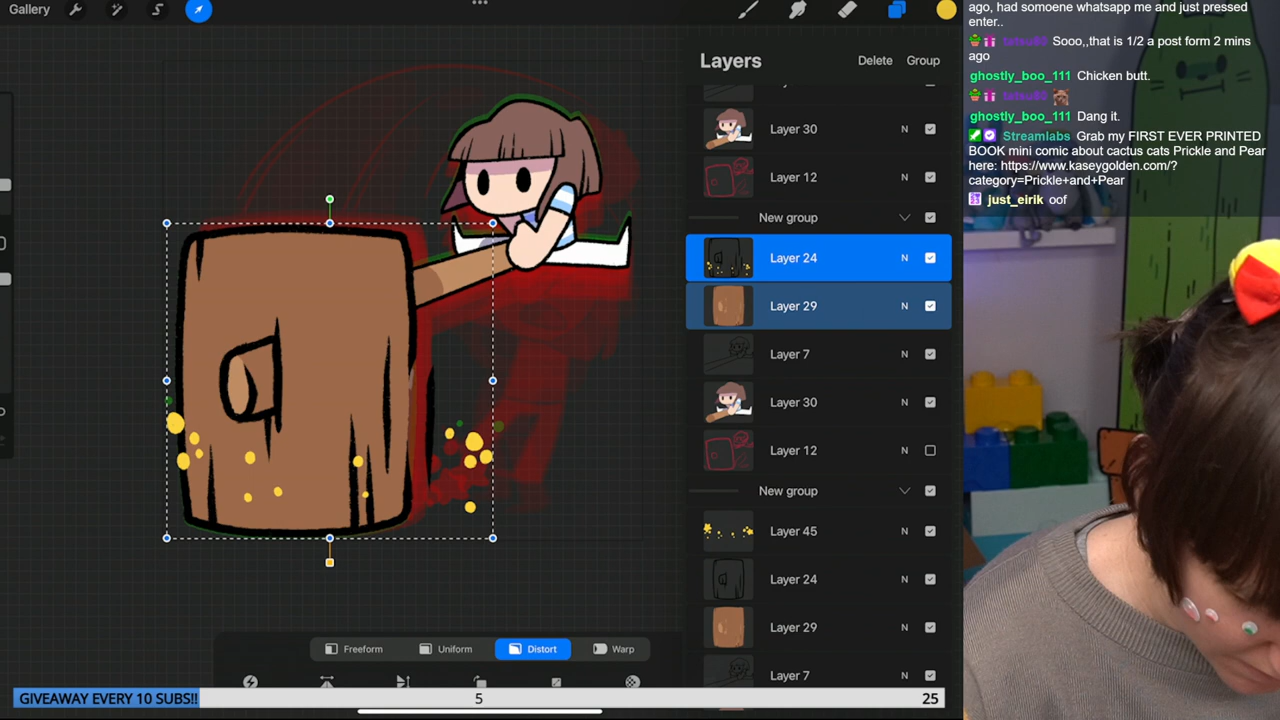 Gallery
Layers
Delete
Group
Layer 30
N
Layer 12
N
New group
Layer 24
N
Layer 29
N
Layer 7
N
Layer 30
N
Layer 12
N
New group
Layer 45
N
Layer 24
N
Layer 29
N
Layer 7
N
Freeform
Uniform
Distort
Warp
GIVEAWAY EVERY 10 SUBS!!
5
25
ago, had somoene whatsapp me and just pressed
enter..
tatsu80 Sooo,,that is 1/2 a post form 2 mins
ago
ghostly_boo_111 Chicken butt.
tatsu80
ghostly_boo_111 Dang it.
Streamlabs Grab my FIRST EVER PRINTED
BOOK mini comic about cactus cats Prickle and Pear
here: https://www.kaseygolden.com/?
category=Prickle+and+Pear
just_eirik oof